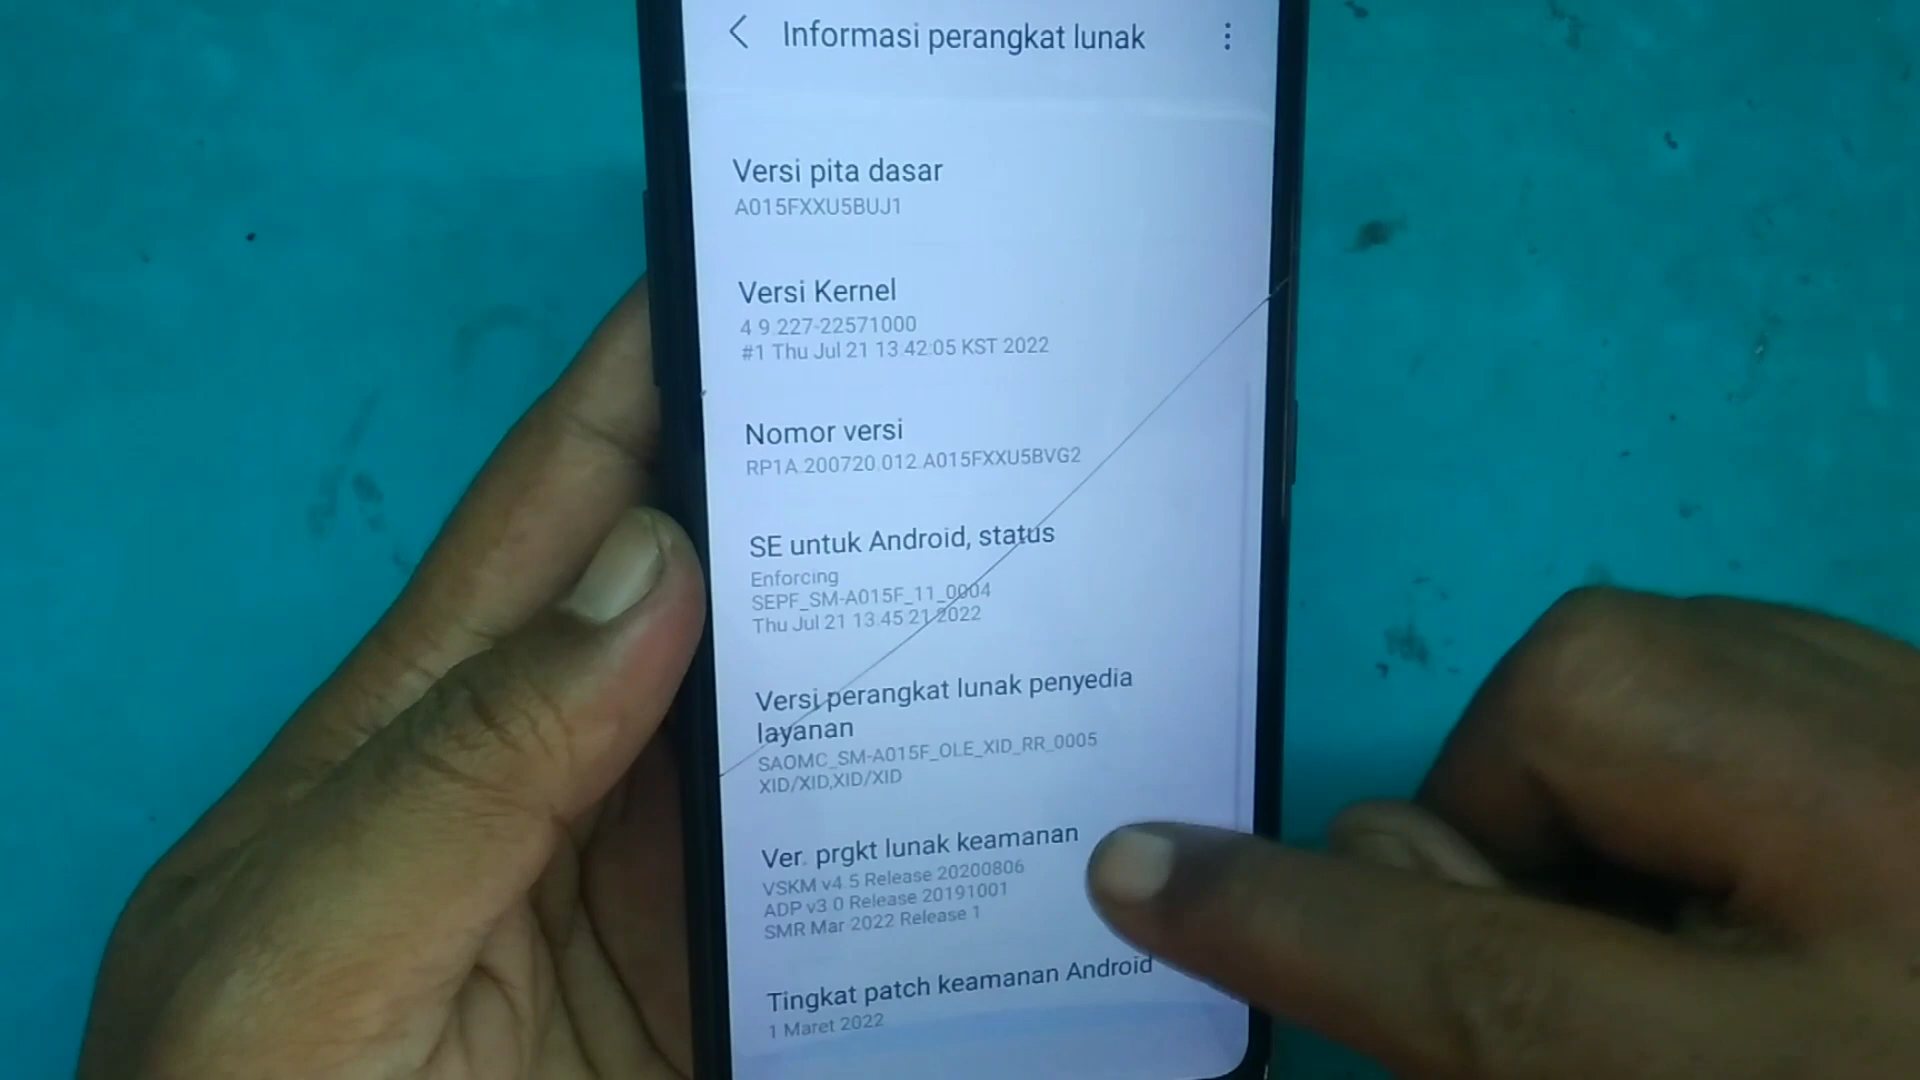 Informasi perangkat lunak
Versi pita dasar
A015FXXU5BUJ1
Versi Kernel
4.9.227-22571000
#1 Thu Jul 21 13:42:05 KST 2022
Nomor versi
RP1A.200720.012.A015FXXU5BVG2
SE untuk Android, status
Enforcing
SEPF_SM-A015F_11_0004
Thu Jul 21 13:45:21 2022
Versi perangkat lunak penyedia
layanan
SAOMC_SM-A015F_OLE_XID_RR_0005
XID/XID,XID/XID
Ver. prgkt lunak keamanan
VSKM v4.5 Release 20200806
ADP v3.0 Release 20191001
SMR Mar 2022 Release 1
Tingkat patch keamanan Android
1 Maret 2022